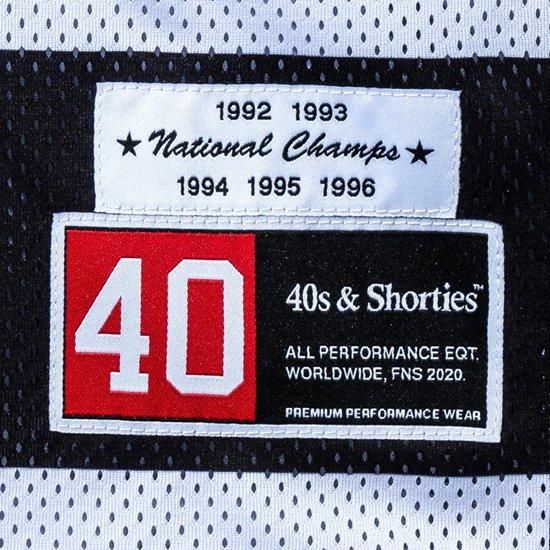 1992 1993
★ National Champs ★
1994 1995 1996
40
40s & Shorties™
ALL PERFORMANCE EQT.
WORLDWIDE, FNS 2020.
PREMIUM PERFORMANCE WEAR